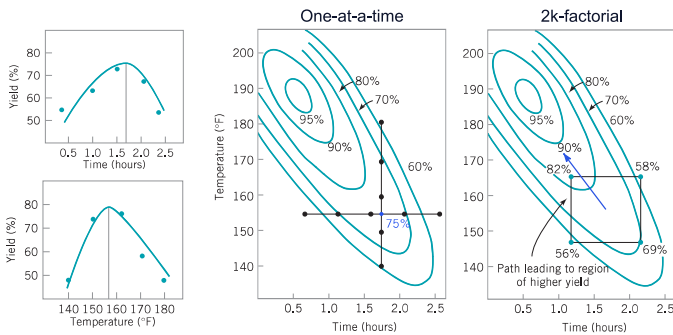 One-at-a-time
2k-factorial
Yield (%)
80
70
60
50
0.5 1.0 1.5 2.0 2.5
Time (hours)
Yield (%)
80
70
60
50
140 150 160 170 180
Temperature (°F)
Temperature (°F)
200
190
180
170
160
150
140
80%
70%
95%
90%
60%
75%
0.5 1.0 1.5 2.0 2.5
Time (hours)
200
190
180
170
160
150
140
80%
70%
60%
95%
90%
82%
58%
56%
69%
Path leading to region
of higher yield
0.5 1.0 1.5 2.0 2.5
Time (hours)